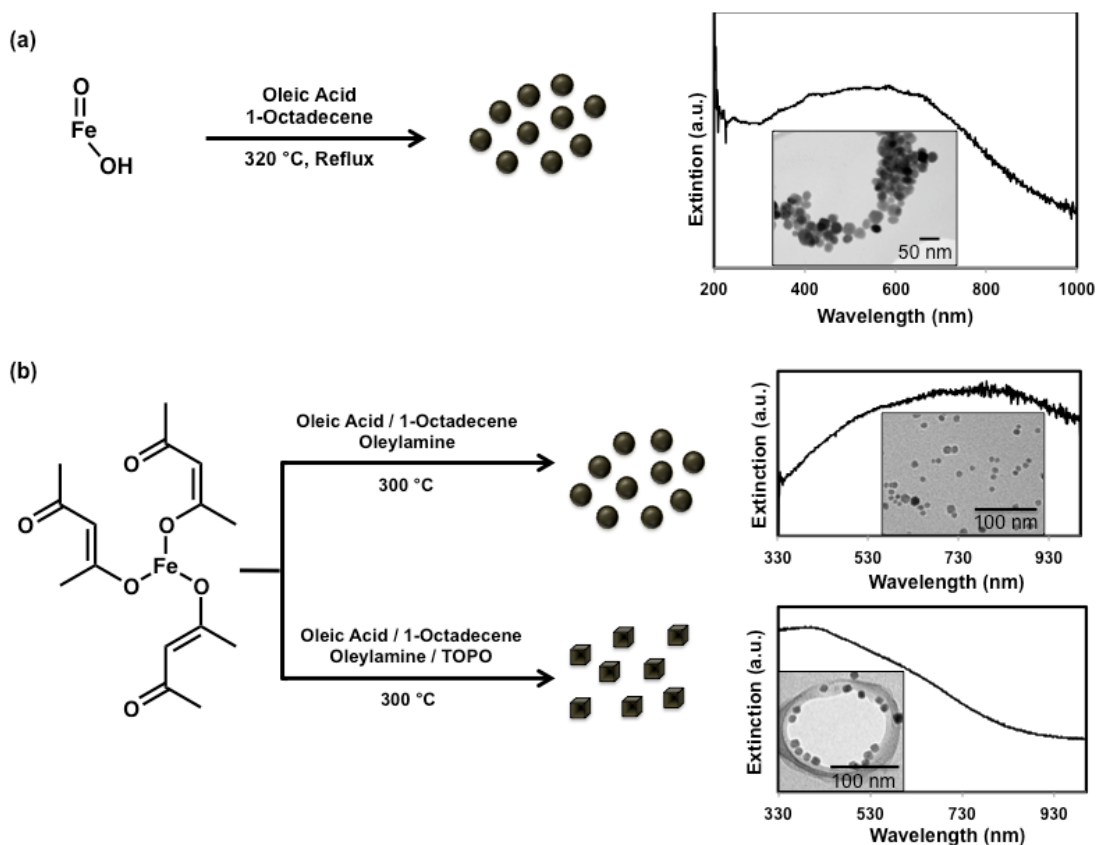 (a)
O
Fe
OH
Oleic Acid
1-Octadecene
320 °C, Reflux
Extintion (a.u.)
50 nm
200 400 600 800 1000
Wavelength (nm)
(b)
O
O
O
Fe
O
O
O
Oleic Acid / 1-Octadecene
Oleylamine
300 °C
Oleic Acid / 1-Octadecene
Oleylamine / TOPO
300 °C
Extinction (a.u.)
100 nm
330 530 730 930
Wavelength (nm)
Extinction (a.u.)
100 nm
330 530 730 930
Wavelength (nm)